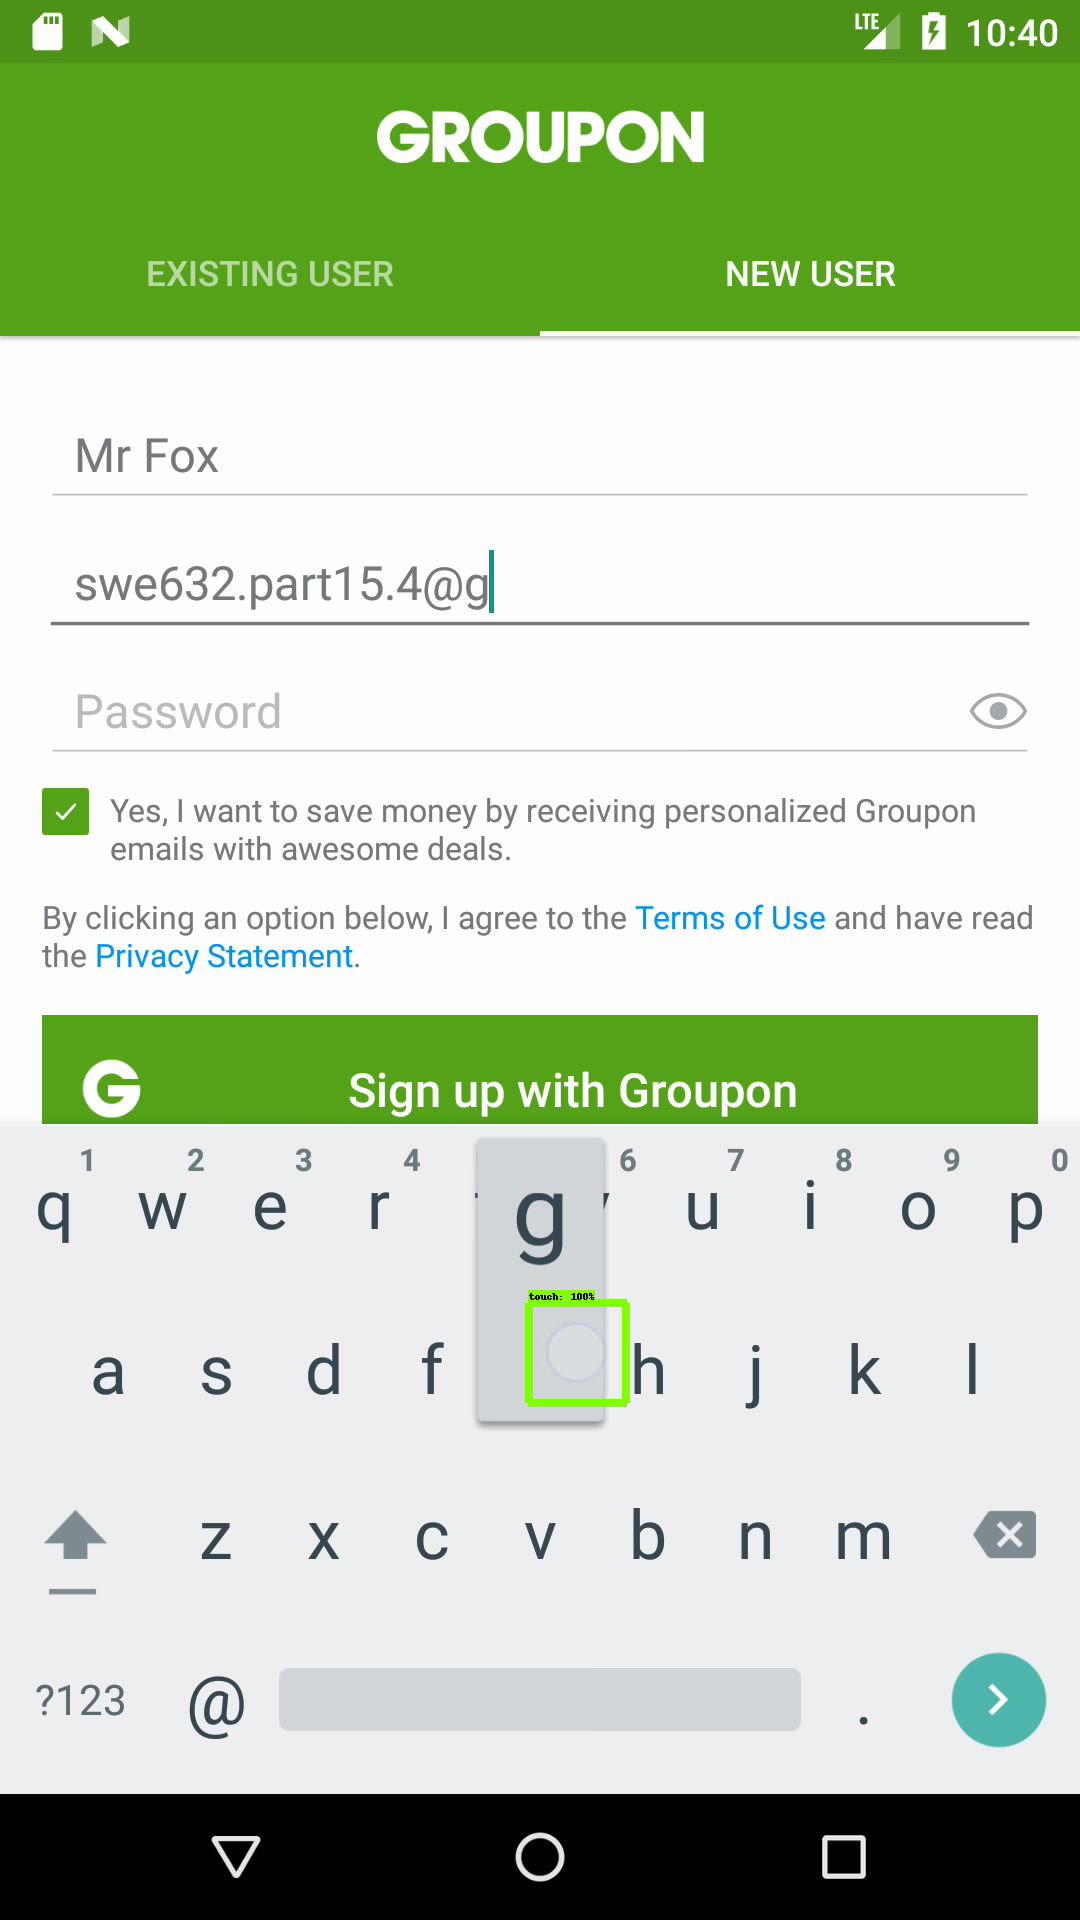 LTE 10:40
GROUPON
EXISTING USER NEW USER
Mr Fox
swe632.part15.4@g
Password
Yes, I want to save money by receiving personalized Groupon
emails with awesome deals.
By clicking an option below, I agree to the Terms of Use and have read
the Privacy Statement.
G Sign up with Groupon
1 2 3 4 6 7 8 9 0
q w e r g u i o p
touch: 100%
a s d f h j k l
z x c v b n m
?123 @ .